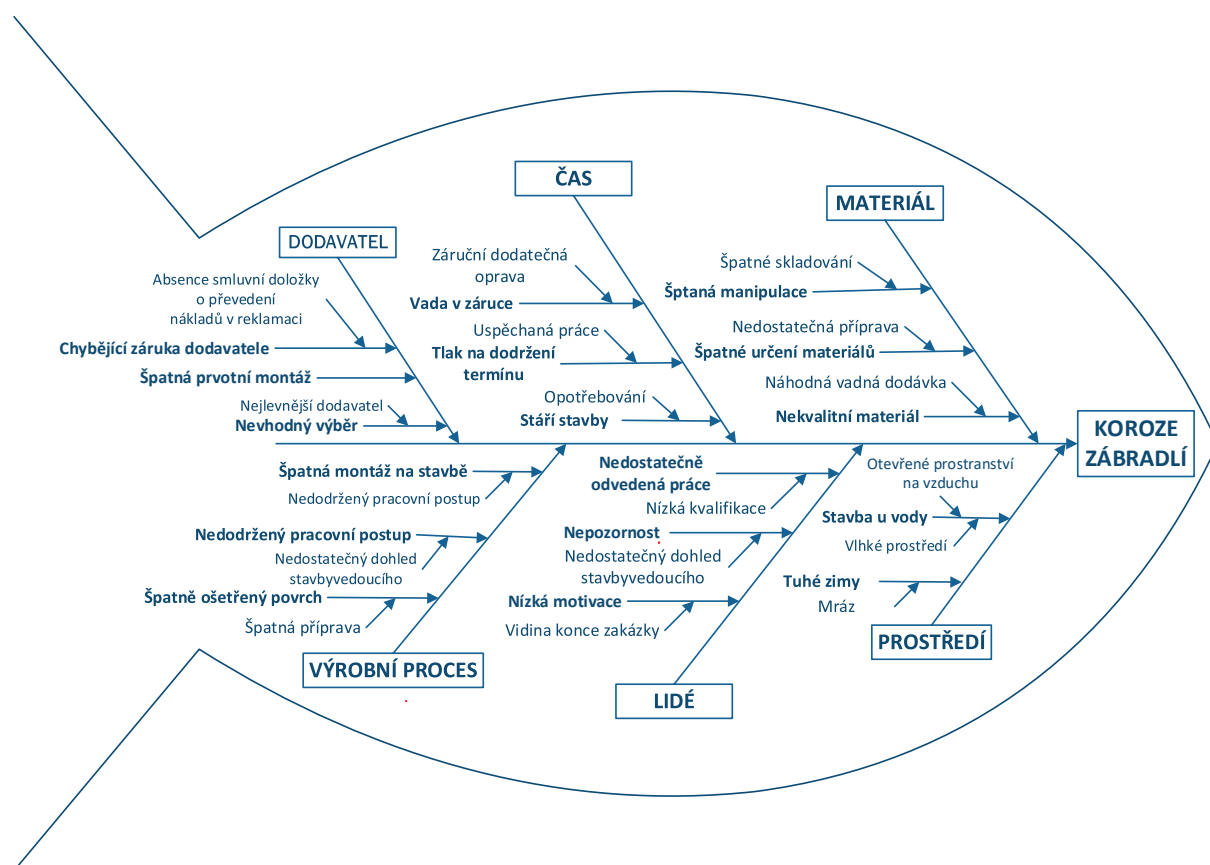 ČAS
MATERIÁL
DODAVATEL
Záruční dodatečná
oprava
Vada v záruce
Uspěchaná práce
Tlak na dodržení
termínu
Opotřebování
Stáří stavby
Špatné skladování
Šptaná manipulace
Nedostatečná příprava
Špatné určení materiálů
Náhodná vadná dodávka
Nekvalitní material
Absence smluvní doložky
o převedení
nákladů v reklamaci
Chybějící záruka dodavatele
Špatná prvotní montáž
Nejlevnější dodavatel
Nevhodný výběr
KOROZE
ZÁBRADLÍ
Špatná montáž na stavbě
Nedodržený pracovní postup
Nedodržený pracovní postup
Nedostatečný dohled
stavbyvedoucího
Špatně ošetřený povrch
Špatná příprava
VÝROBNÍ PROCES
Nedostatečně
odvedená práce
Nízká kvalifikace
Nepozornost
Nedostatečný dohled
stavbyvedoucího
Nízká motivace
Vidina konce zakázky
LIDÉ
Otevřené prostranství
na vzduchu
Stavba u vody
Vlhké prostředí
Tuhé zimy
Mráz
PROSTŘEDÍ